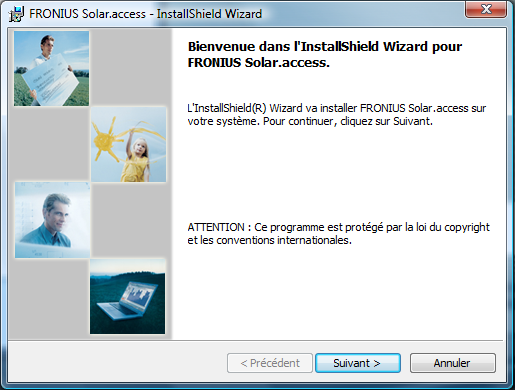 FRONIUS Solar.access - InstallShield Wizard
Bienvenue dans l'InstallShield Wizard pour
FRONIUS Solar.access.
L'InstallShield(R) Wizard va installer FRONIUS Solar.access sur
votre système. Pour continuer, cliquez sur Suivant.
ATTENTION : Ce programme est protégé par la loi du copyright
et les conventions internationales.
< Précédent
Suivant >
Annuler